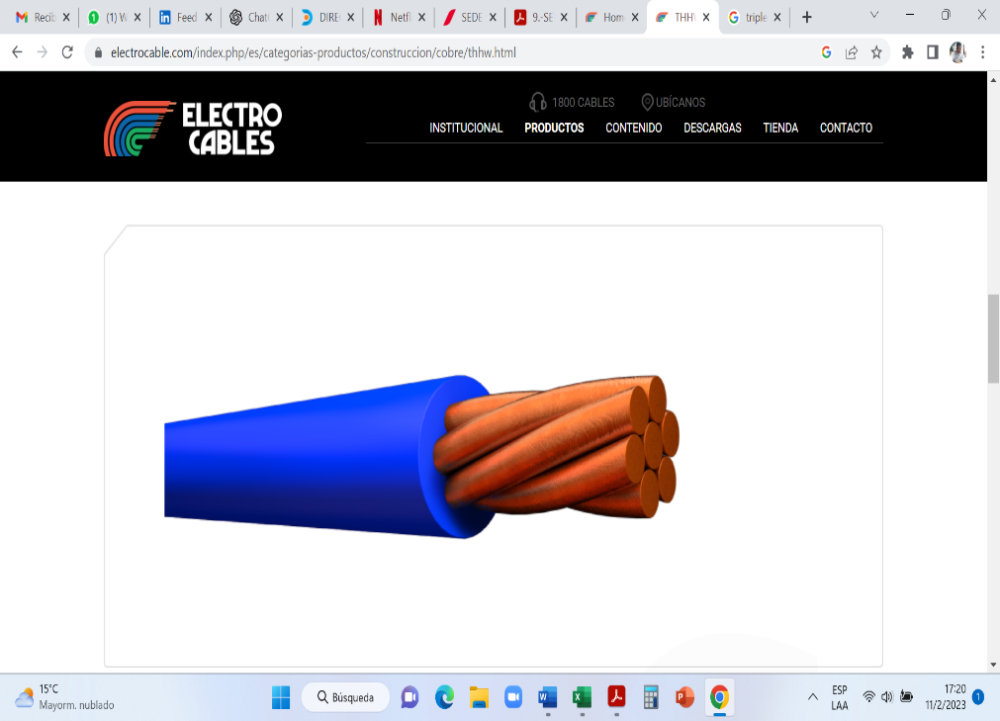 Recib
(1) W
Feed
Chat
DIRE
Netfl
SEDE
9.-SE
Hom
THHV
triple
electrocable.com/index.php/es/categorias-productos/construccion/cobre/thhw.html
ELECTRO
CABLES
1800 CABLES
UBÍCANOS
INSTITUCIONAL
PRODUCTOS
CONTENIDO
DESCARGAS
TIENDA
CONTACTO
15°C
Mayorm. nublado
Búsqueda
ESP
LAA
17:20
11/2/2023
1